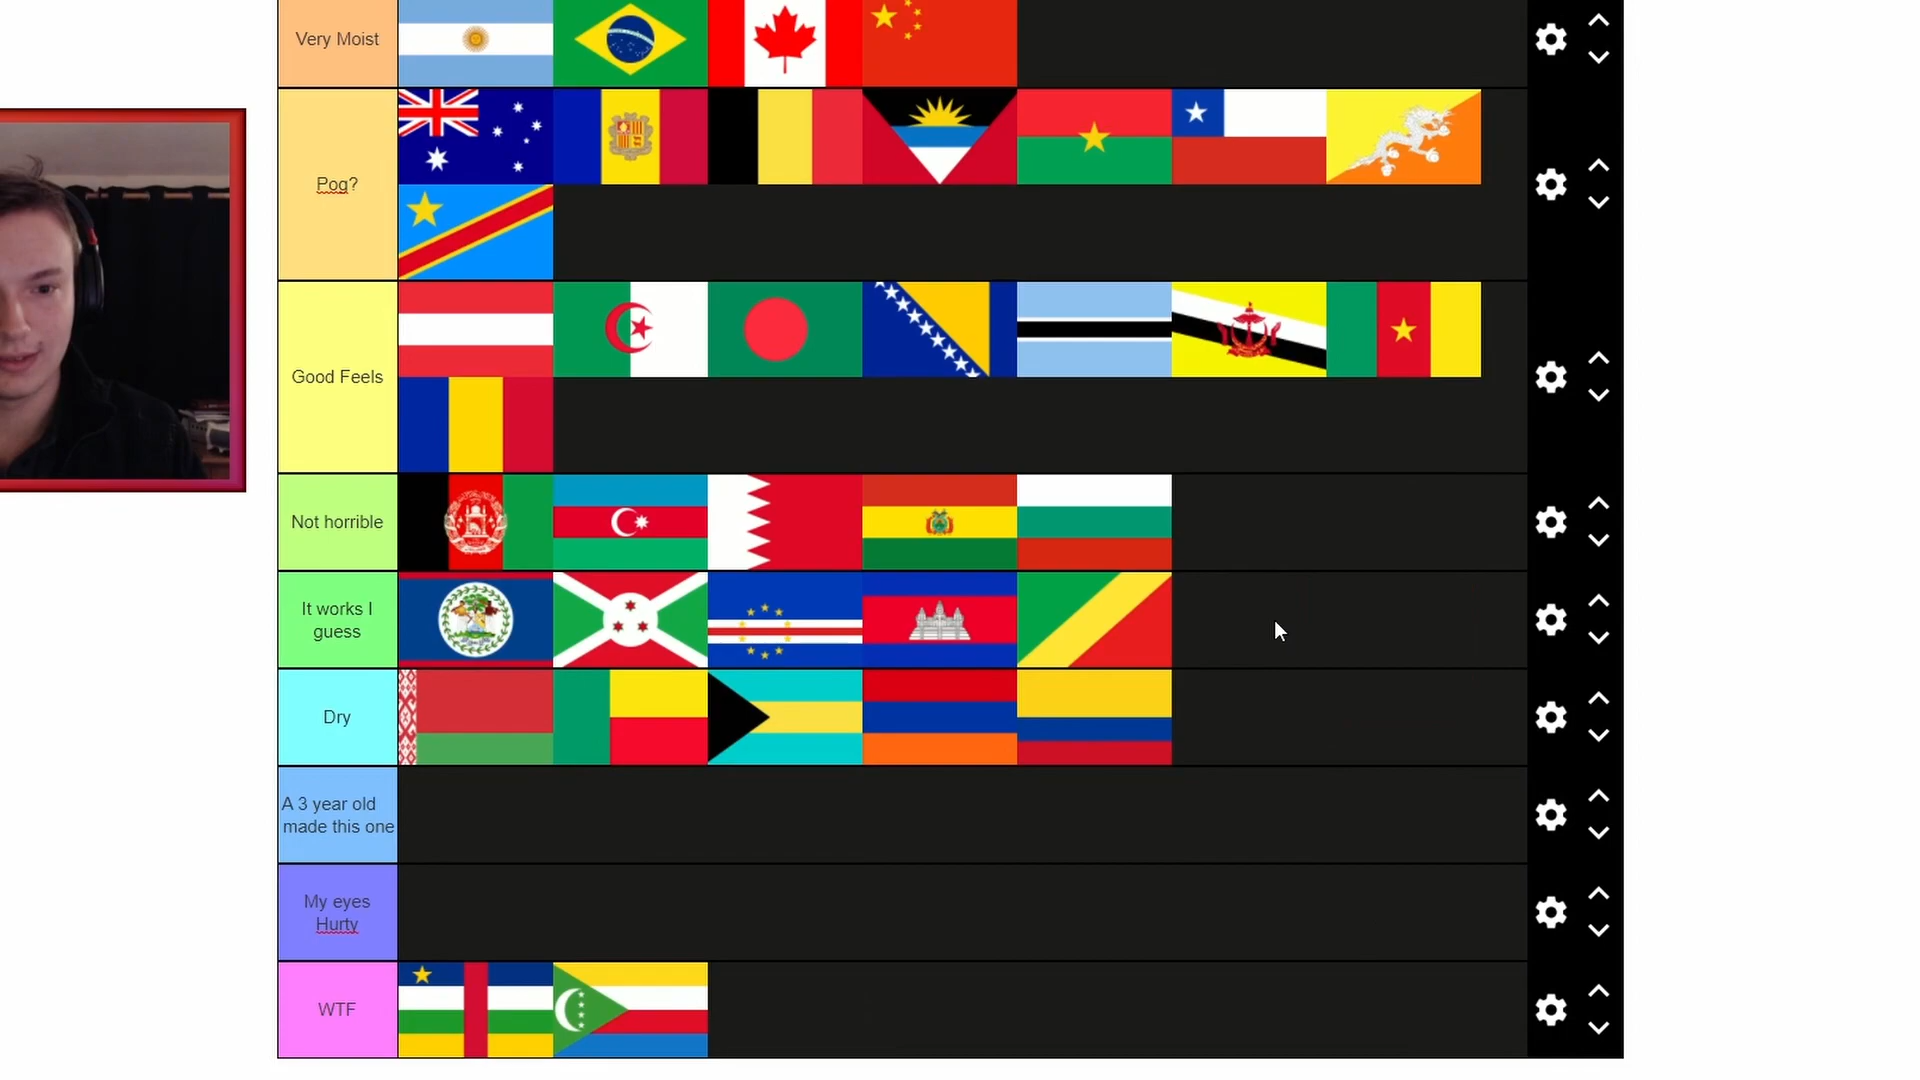 Very Moist
Pog?
Good Feels
Not horrible
It works I
guess
Dry
A 3 year old
made this one
My eyes
Hurty
WTF